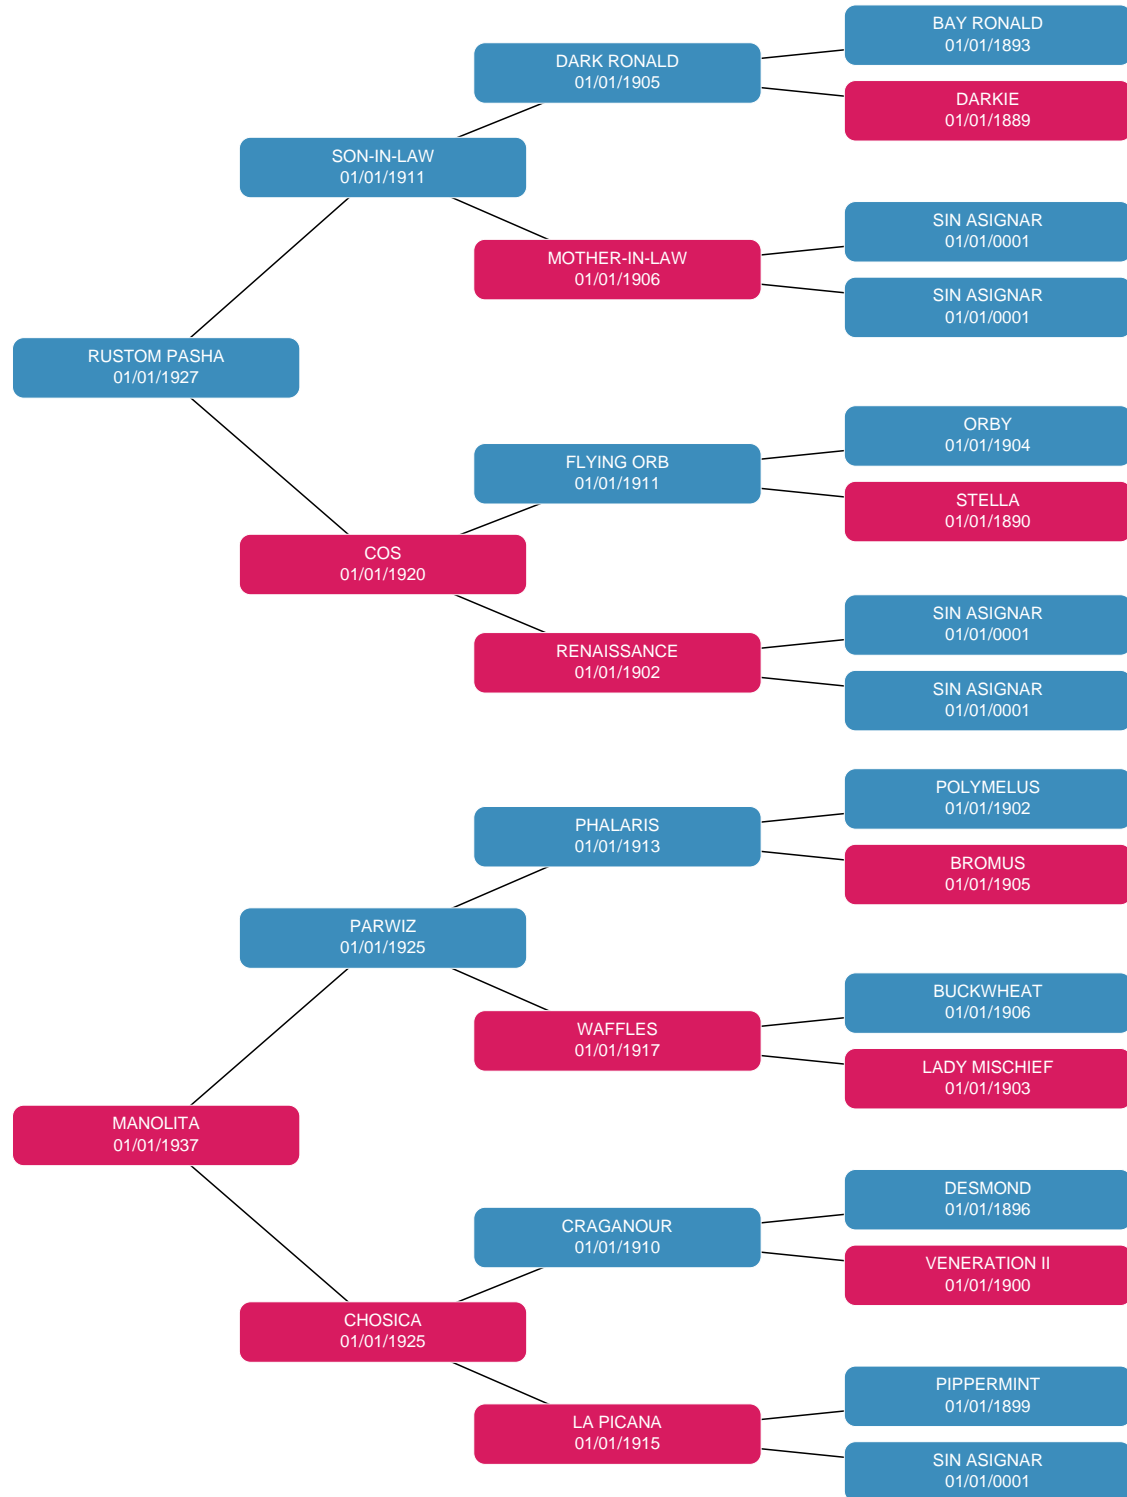 BAY RONALD
01/01/1893
DARK RONALD
01/01/1905
DARKIE
01/01/1889
SON-IN-LAW
01/01/1911
SIN ASIGNAR
01/01/0001
MOTHER-IN-LAW
01/01/1906
SIN ASIGNAR
01/01/0001
RUSTOM PASHA
01/01/1927
ORBY
01/01/1904
FLYING ORB
01/01/1911
STELLA
01/01/1890
COS
01/01/1920
SIN ASIGNAR
01/01/0001
RENAISSANCE
01/01/1902
SIN ASIGNAR
01/01/0001
POLYMELUS
01/01/1902
PHALARIS
01/01/1913
BROMUS
01/01/1905
PARWIZ
01/01/1925
BUCKWHEAT
01/01/1906
WAFFLES
01/01/1917
LADY MISCHIEF
01/01/1903
MANOLITA
01/01/1937
DESMOND
01/01/1896
CRAGANOUR
01/01/1910
VENERATION II
01/01/1900
CHOSICA
01/01/1925
PIPPERMINT
01/01/1899
LA PICANA
01/01/1915
SIN ASIGNAR
01/01/0001